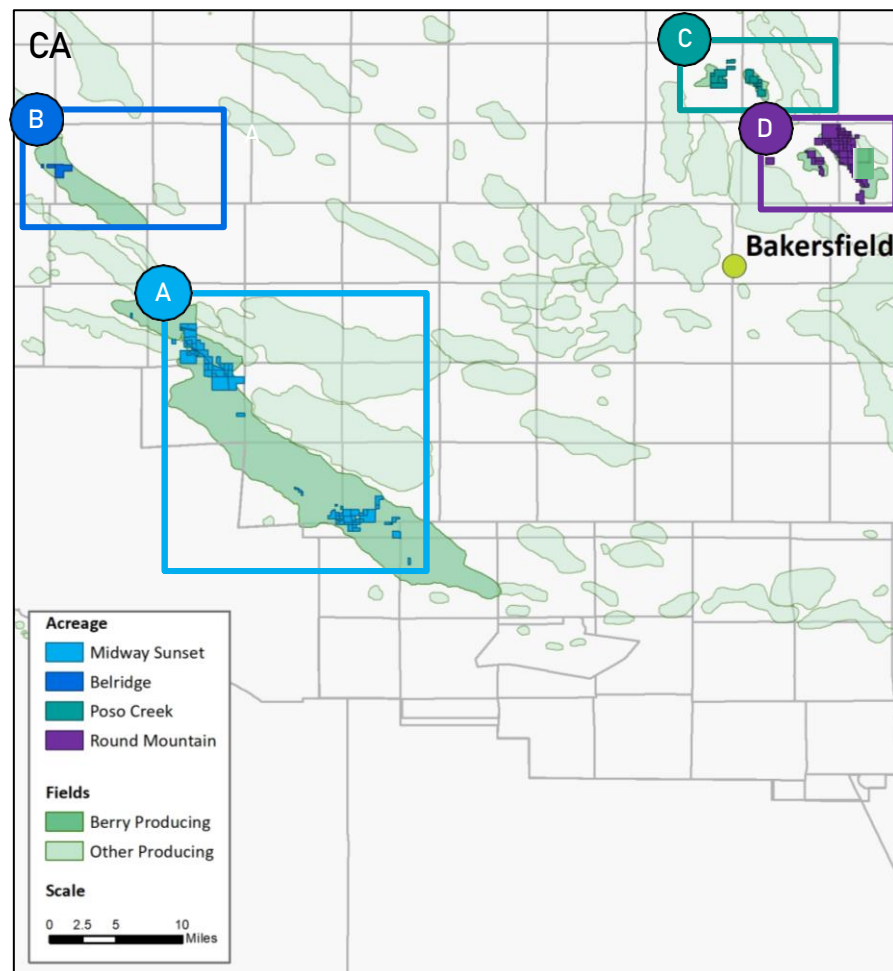 CA
C
B
A
D
Bakersfield
A
Acreage
Midway Sunset
Belridge
Poso Creek
Round Mountain
Fields
Berry Producing
Other Producing
Scale
0 2.5 5 10
Miles